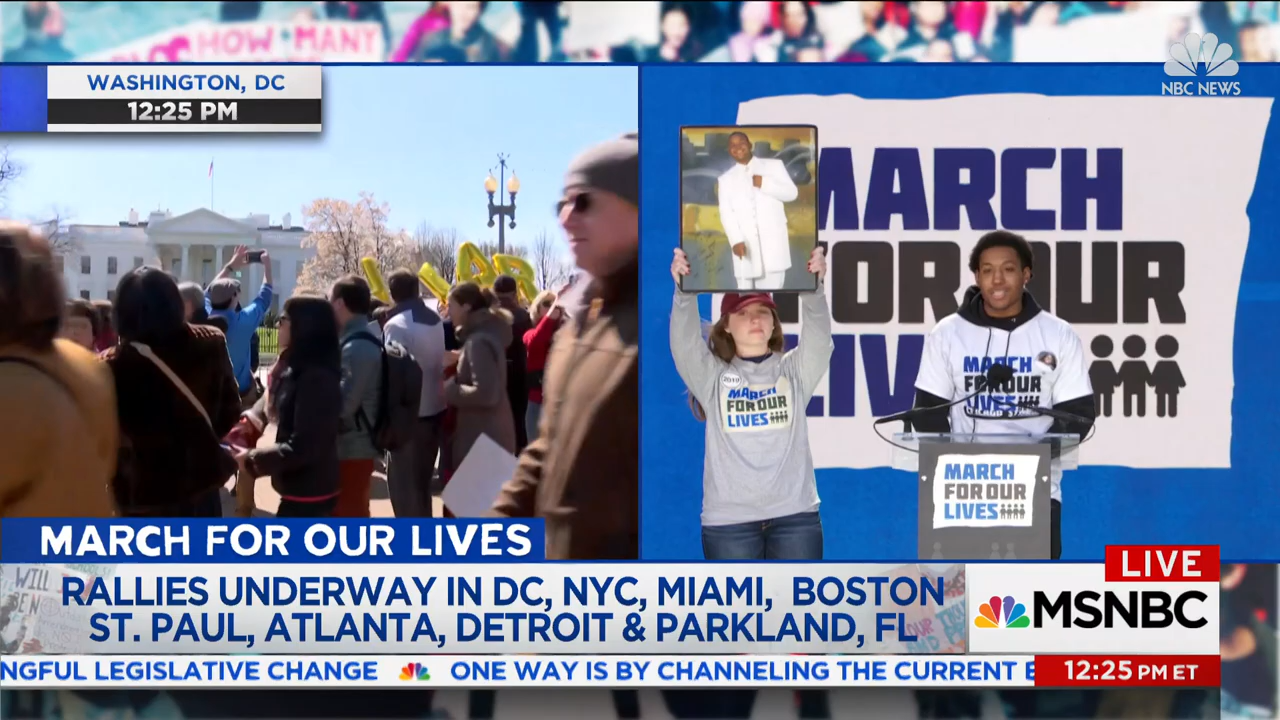 HOW MANY
NBC NEWS
WASHINGTON, DC
12:25 PM
MARCH
FOR OUR
LIVES
2019
MARCH
FOR OUR
LIVES
MARCH
FOR OUR
LIVES
MARCH
FOR OUR
LIVES
MARCH FOR OUR LIVES
LIVE
RALLIES UNDERWAY IN DC, NYC, MIAMI, BOSTON
ST. PAUL, ATLANTA, DETROIT & PARKLAND, FL
MSNBC
WILL
NGFUL LEGISLATIVE CHANGE ONE WAY IS BY CHANNELING THE CURRENT
12:25 PM ET